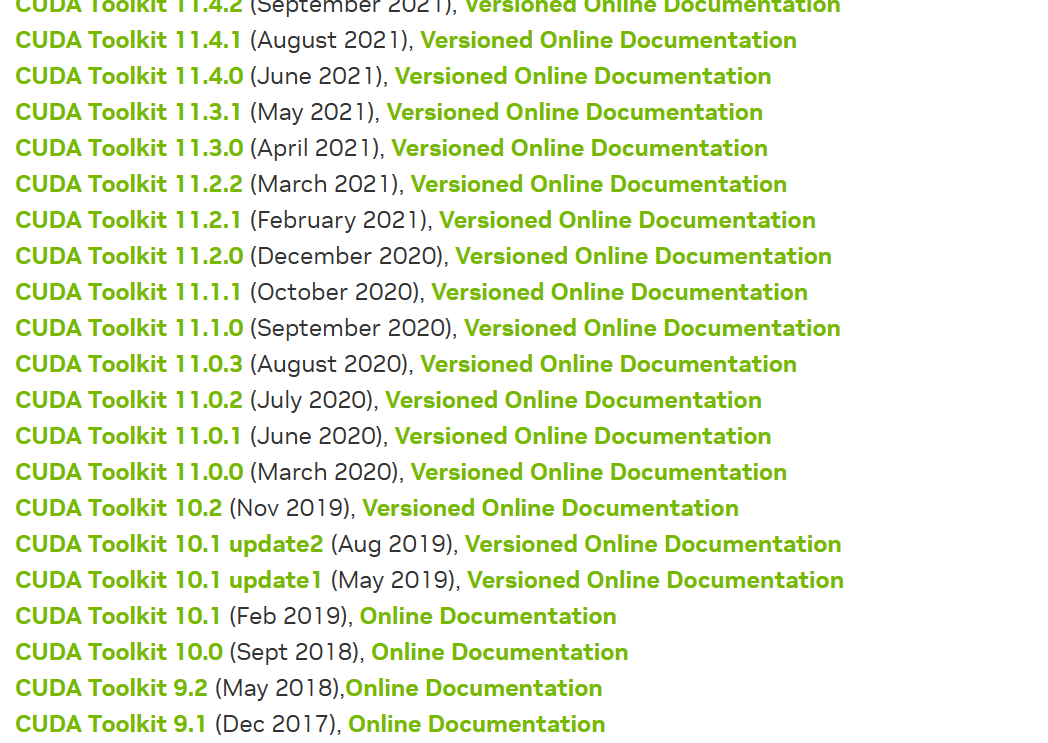 CUDA Toolkit 11.4.2 (September 2021), Versioned Online Documentation
CUDA Toolkit 11.4.1 (August 2021), Versioned Online Documentation
CUDA Toolkit 11.4.0 (June 2021), Versioned Online Documentation
CUDA Toolkit 11.3.1 (May 2021), Versioned Online Documentation
CUDA Toolkit 11.3.0 (April 2021), Versioned Online Documentation
CUDA Toolkit 11.2.2 (March 2021), Versioned Online Documentation
CUDA Toolkit 11.2.1 (February 2021), Versioned Online Documentation
CUDA Toolkit 11.2.0 (December 2020), Versioned Online Documentation
CUDA Toolkit 11.1.1 (October 2020), Versioned Online Documentation
CUDA Toolkit 11.1.0 (September 2020), Versioned Online Documentation
CUDA Toolkit 11.0.3 (August 2020), Versioned Online Documentation
CUDA Toolkit 11.0.2 (July 2020), Versioned Online Documentation
CUDA Toolkit 11.0.1 (June 2020), Versioned Online Documentation
CUDA Toolkit 11.0.0 (March 2020), Versioned Online Documentation
CUDA Toolkit 10.2 (Nov 2019), Versioned Online Documentation
CUDA Toolkit 10.1 update2 (Aug 2019), Versioned Online Documentation
CUDA Toolkit 10.1 update1 (May 2019), Versioned Online Documentation
CUDA Toolkit 10.1 (Feb 2019), Online Documentation
CUDA Toolkit 10.0 (Sept 2018), Online Documentation
CUDA Toolkit 9.2 (May 2018),Online Documentation
CUDA Toolkit 9.1 (Dec 2017), Online Documentation